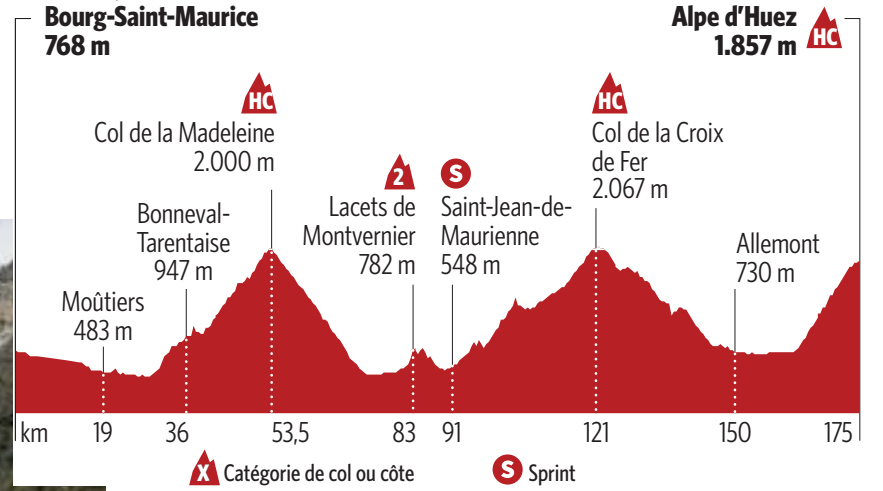 Bourg-Saint-Maurice
768 m
Alpe d'Huez
1.857 m
HC
HC
Col de la Madeleine
2.000 m
HC
Col de la Croix
de Fer
2.067 m
2
Lacets de
Montvernier
782 m
S
Saint-Jean-de-
Maurienne
548 m
Bonneval-
Tarentaise
947 m
Allemont
730 m
Moûtiers
483 m
km 19 36 53,5 83 91 121 150 175
X Catégorie de col ou côte
S Sprint